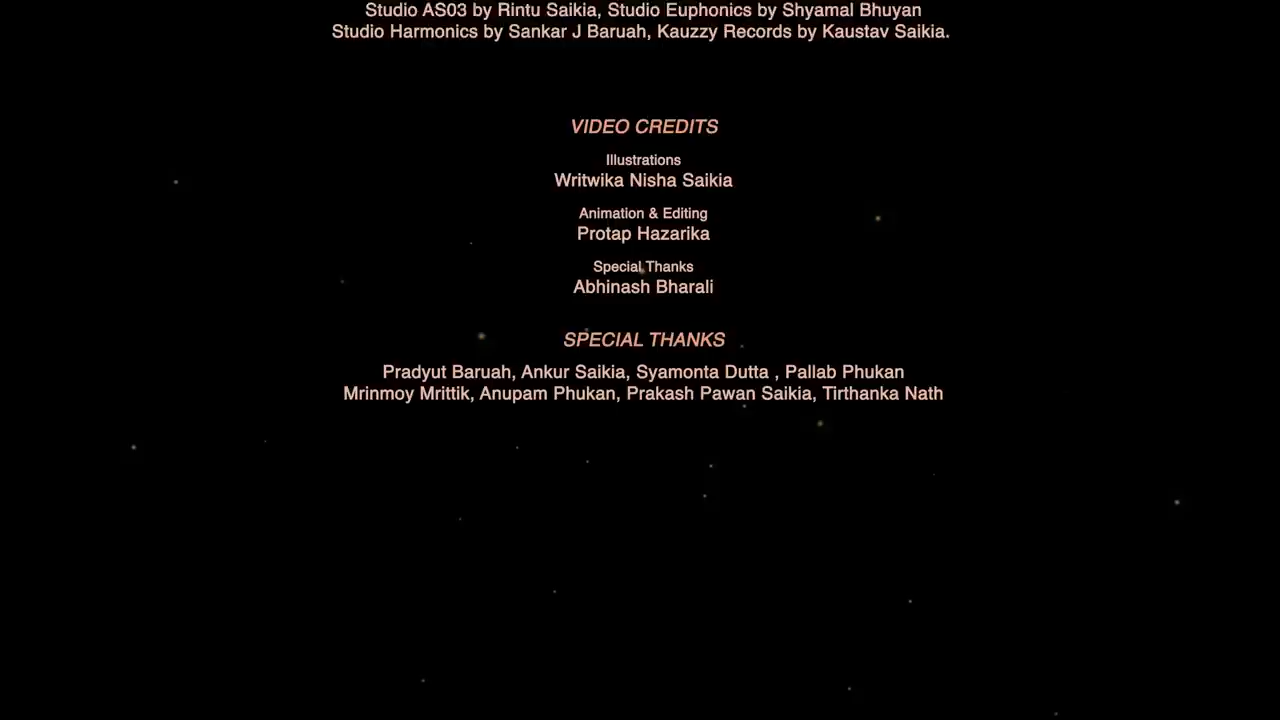 Studio AS03 by Rintu Saikia, Studio Euphonics by Shyamal Bhuyan
Studio Harmonics by Sankar J Baruah, Kauzzy Records by Kaustav Saikia.
VIDEO CREDITS
Illustrations
Writwika Nisha Saikia
Animation & Editing
Protap Hazarika
Special Thanks
Abhinash Bharali
SPECIAL THANKS
Pradyut Baruah, Ankur Saikia, Syamonta Dutta , Pallab Phukan
Mrinmoy Mrittik, Anupam Phukan, Prakash Pawan Saikia, Tirthanka Nath